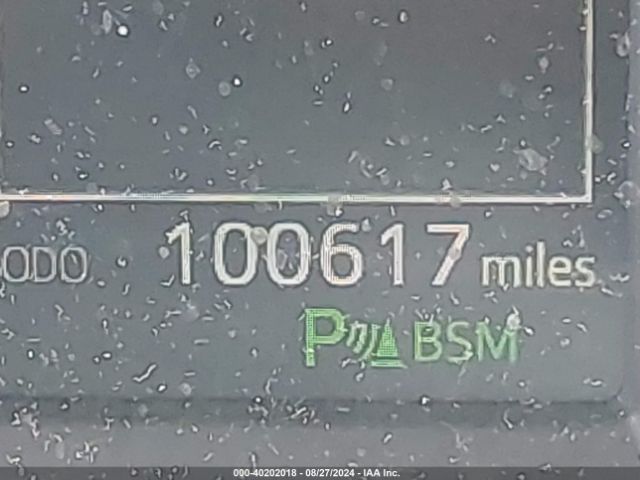 ODO 100617 miles
P BSM
000-40202018 - 08/27/2024 - IAA Inc.